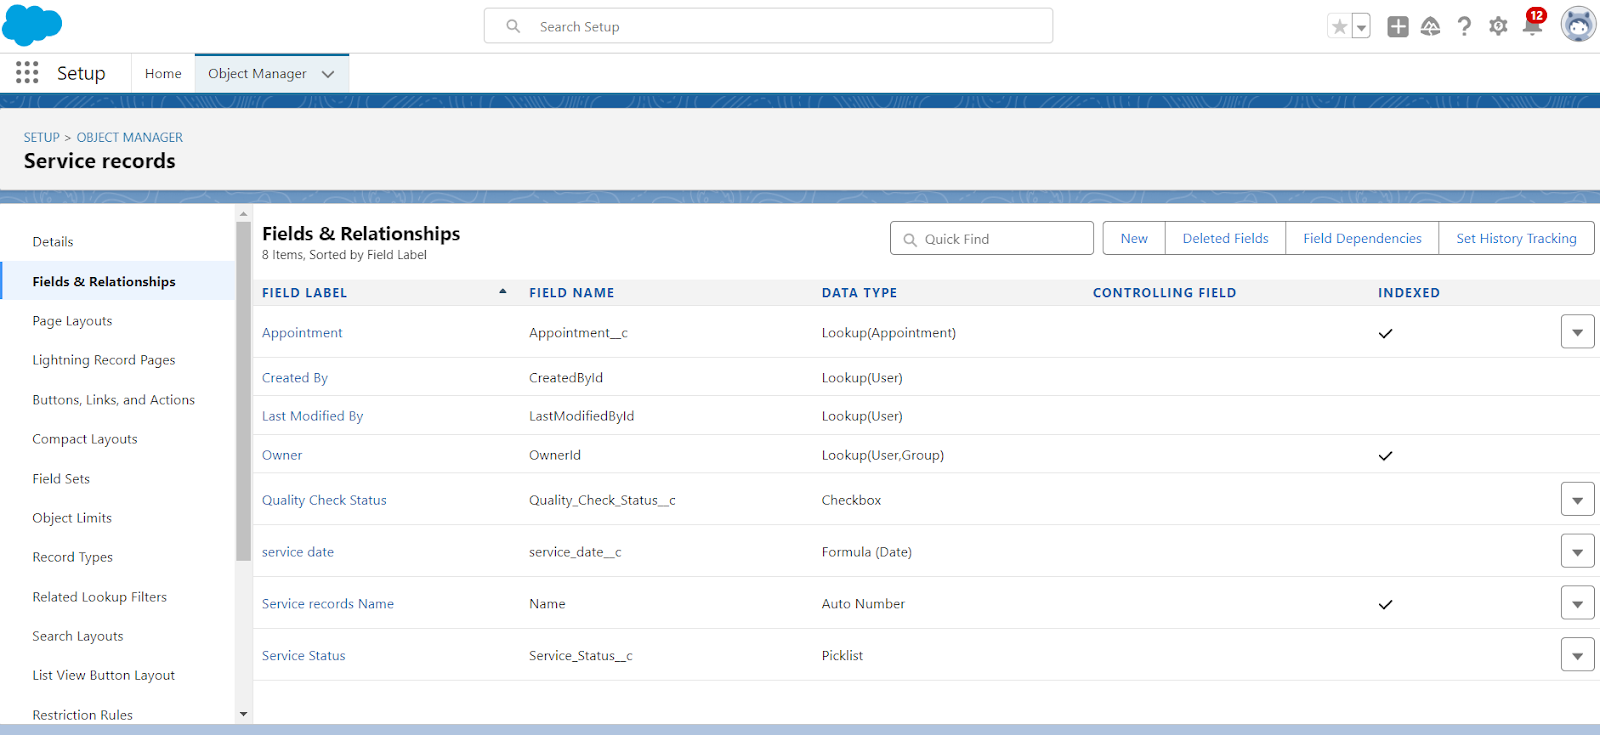 Search Setup
12
Setup
Home
Object Manager
SETUP > OBJECT MANAGER
Service records
Details
Fields & Relationships
Page Layouts
Lightning Record Pages
Buttons, Links, and Actions
Compact Layouts
Field Sets
Object Limits
Record Types
Related Lookup Filters
Search Layouts
List View Button Layout
Restriction Rules
Fields & Relationships
8 Items, Sorted by Field Label
Quick Find
New
Deleted Fields
Field Dependencies
Set History Tracking
FIELD LABEL FIELD NAME DATA TYPE CONTROLLING FIELD INDEXED
Appointment Appointment__c Lookup(Appointment)
Created By CreatedById Lookup(User)
Last Modified By LastModifiedById Lookup(User)
Owner OwnerId Lookup(User,Group)
Quality Check Status Quality_Check_Status__c Checkbox
service date service_date__c Formula (Date)
Service records Name Name Auto Number
Service Status Service_Status__c Picklist